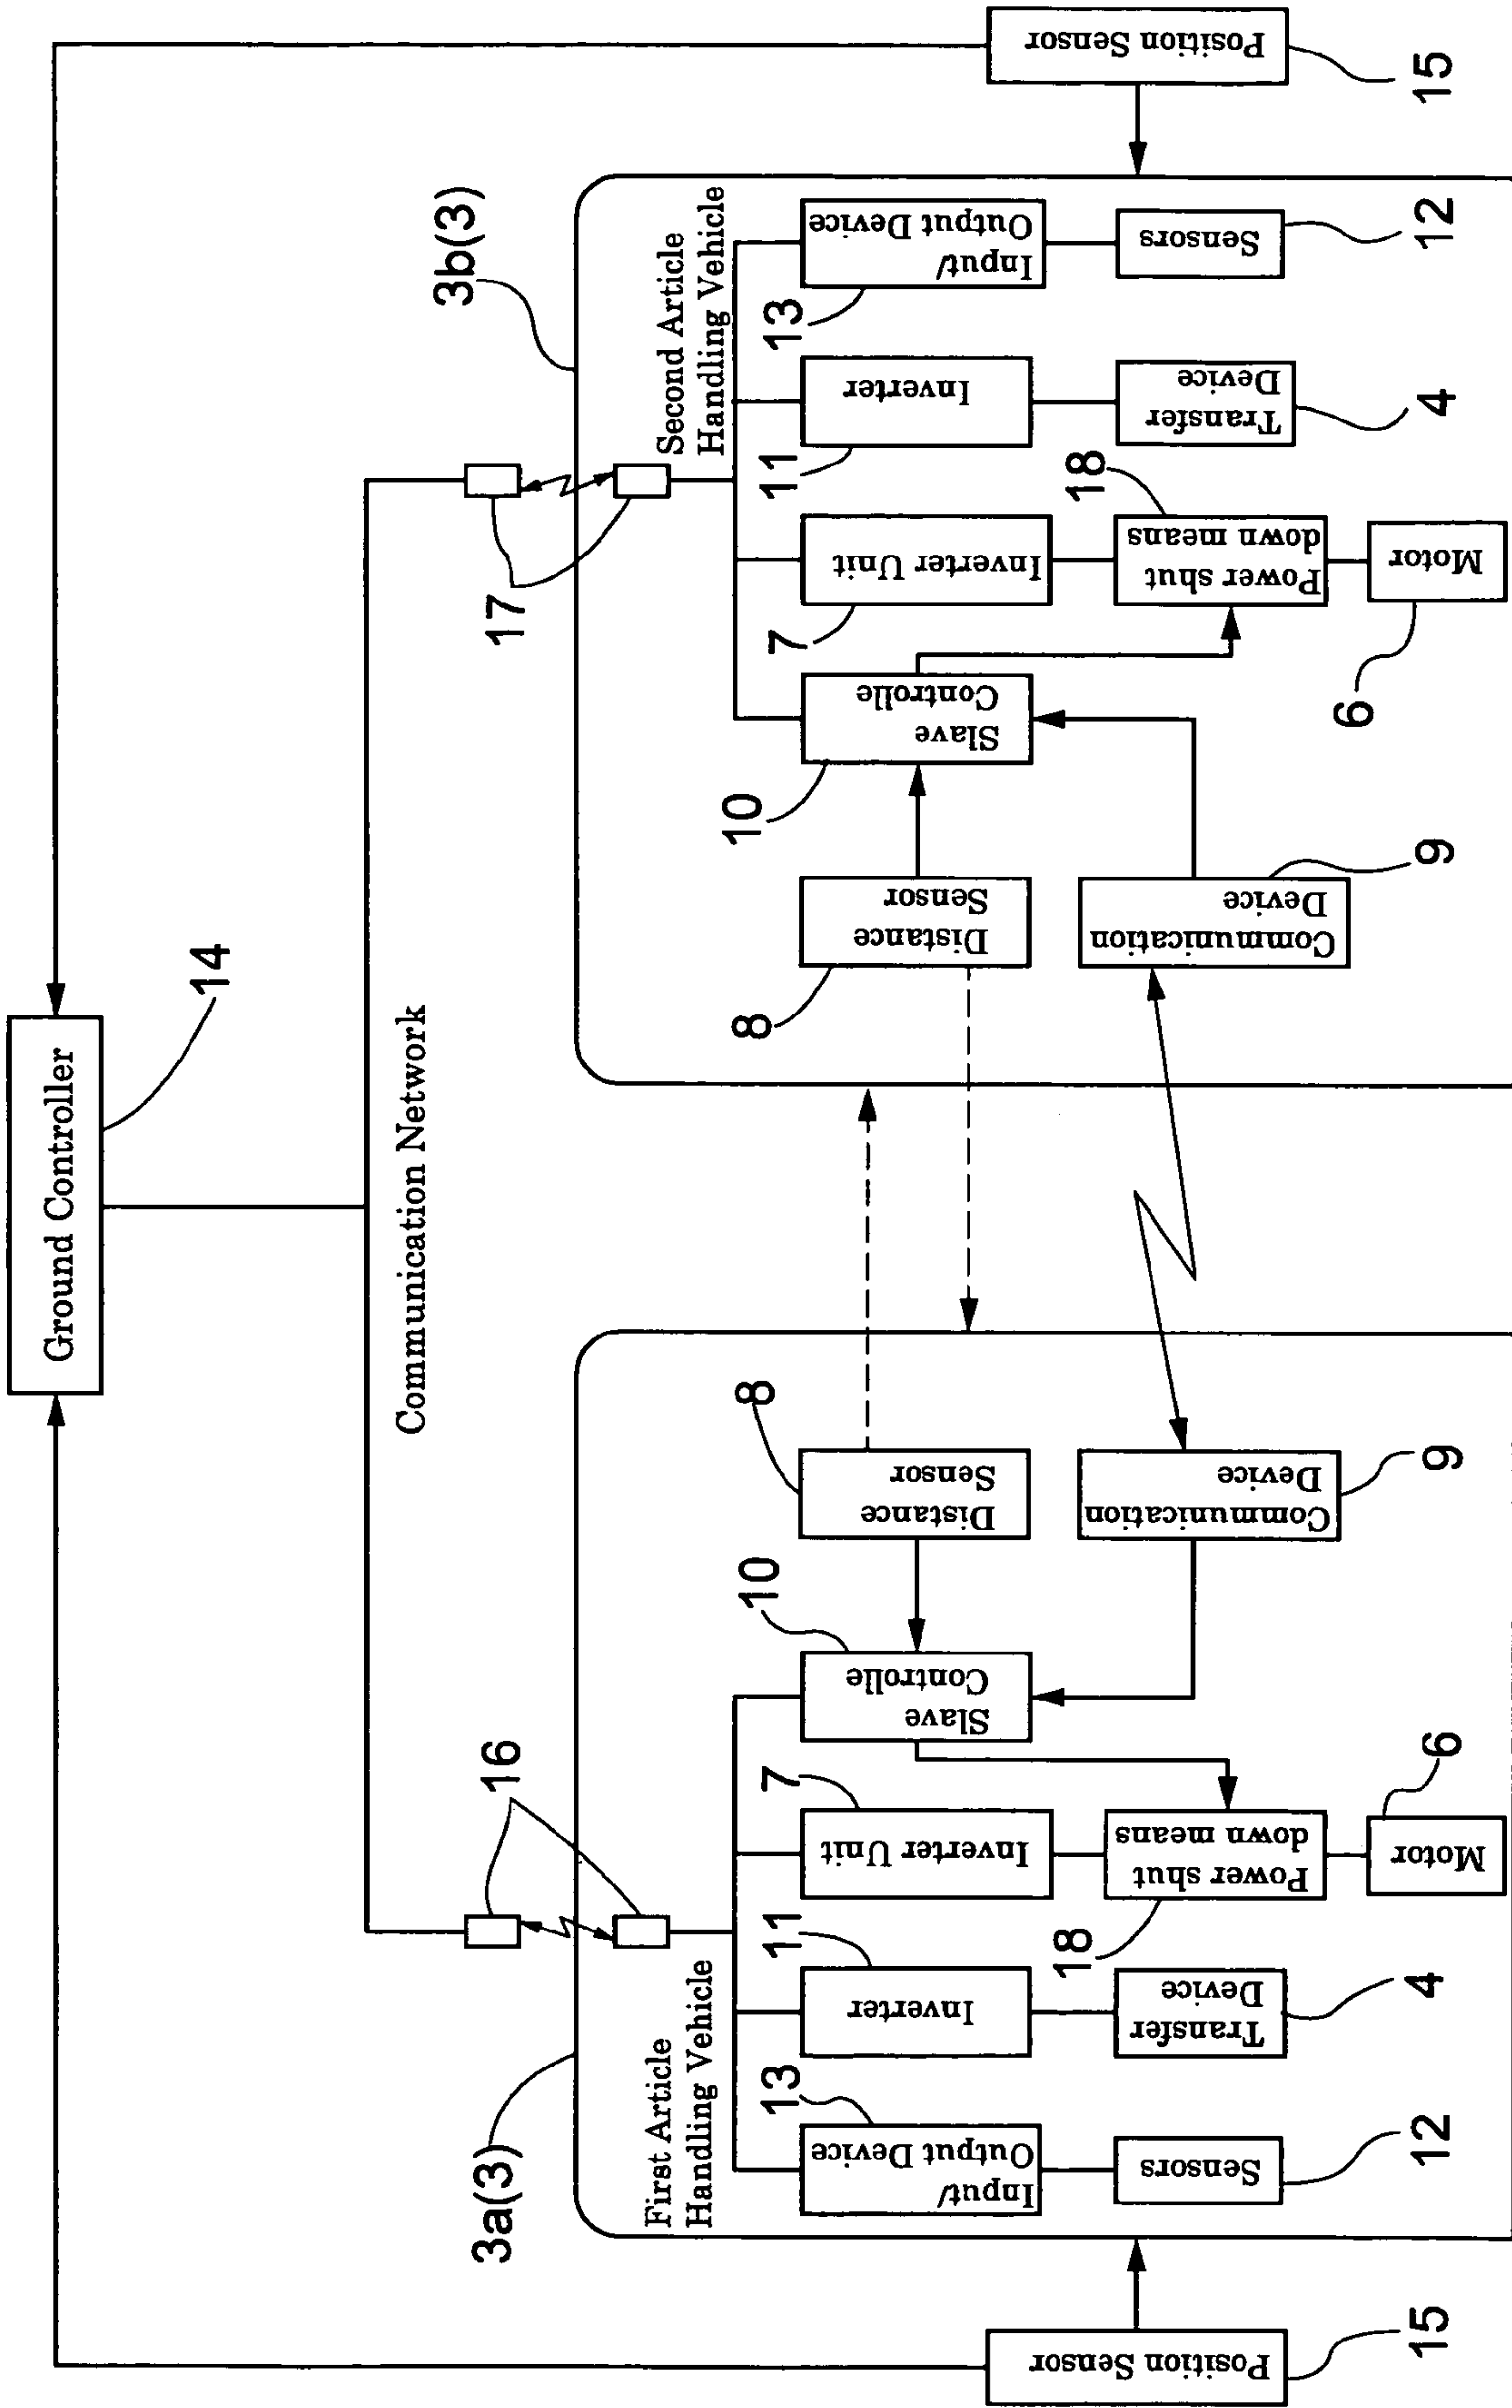 Ground Controller
14
Communication Network
3a(3)
16
17
3b(3)
First Article
Handling Vehicle
Second Article
Handling Vehicle
13
11
7
10
8
8
10
7
11
13
Input/
Output Device
Inverter
Inverter Unit
Slave
Controlle
Distance
Sensor
Distance
Sensor
Slave
Controlle
Inverter Unit
Inverter
Input/
Output Device
Position Sensor
Sensors
Transfer
Device
18
Power shut
down means
Communication
Device
Communication
Device
Power shut
down means
18
Transfer
Device
Sensors
Position Sensor
Motor
Motor
15
12
4
6
9
9
6
4
12
15